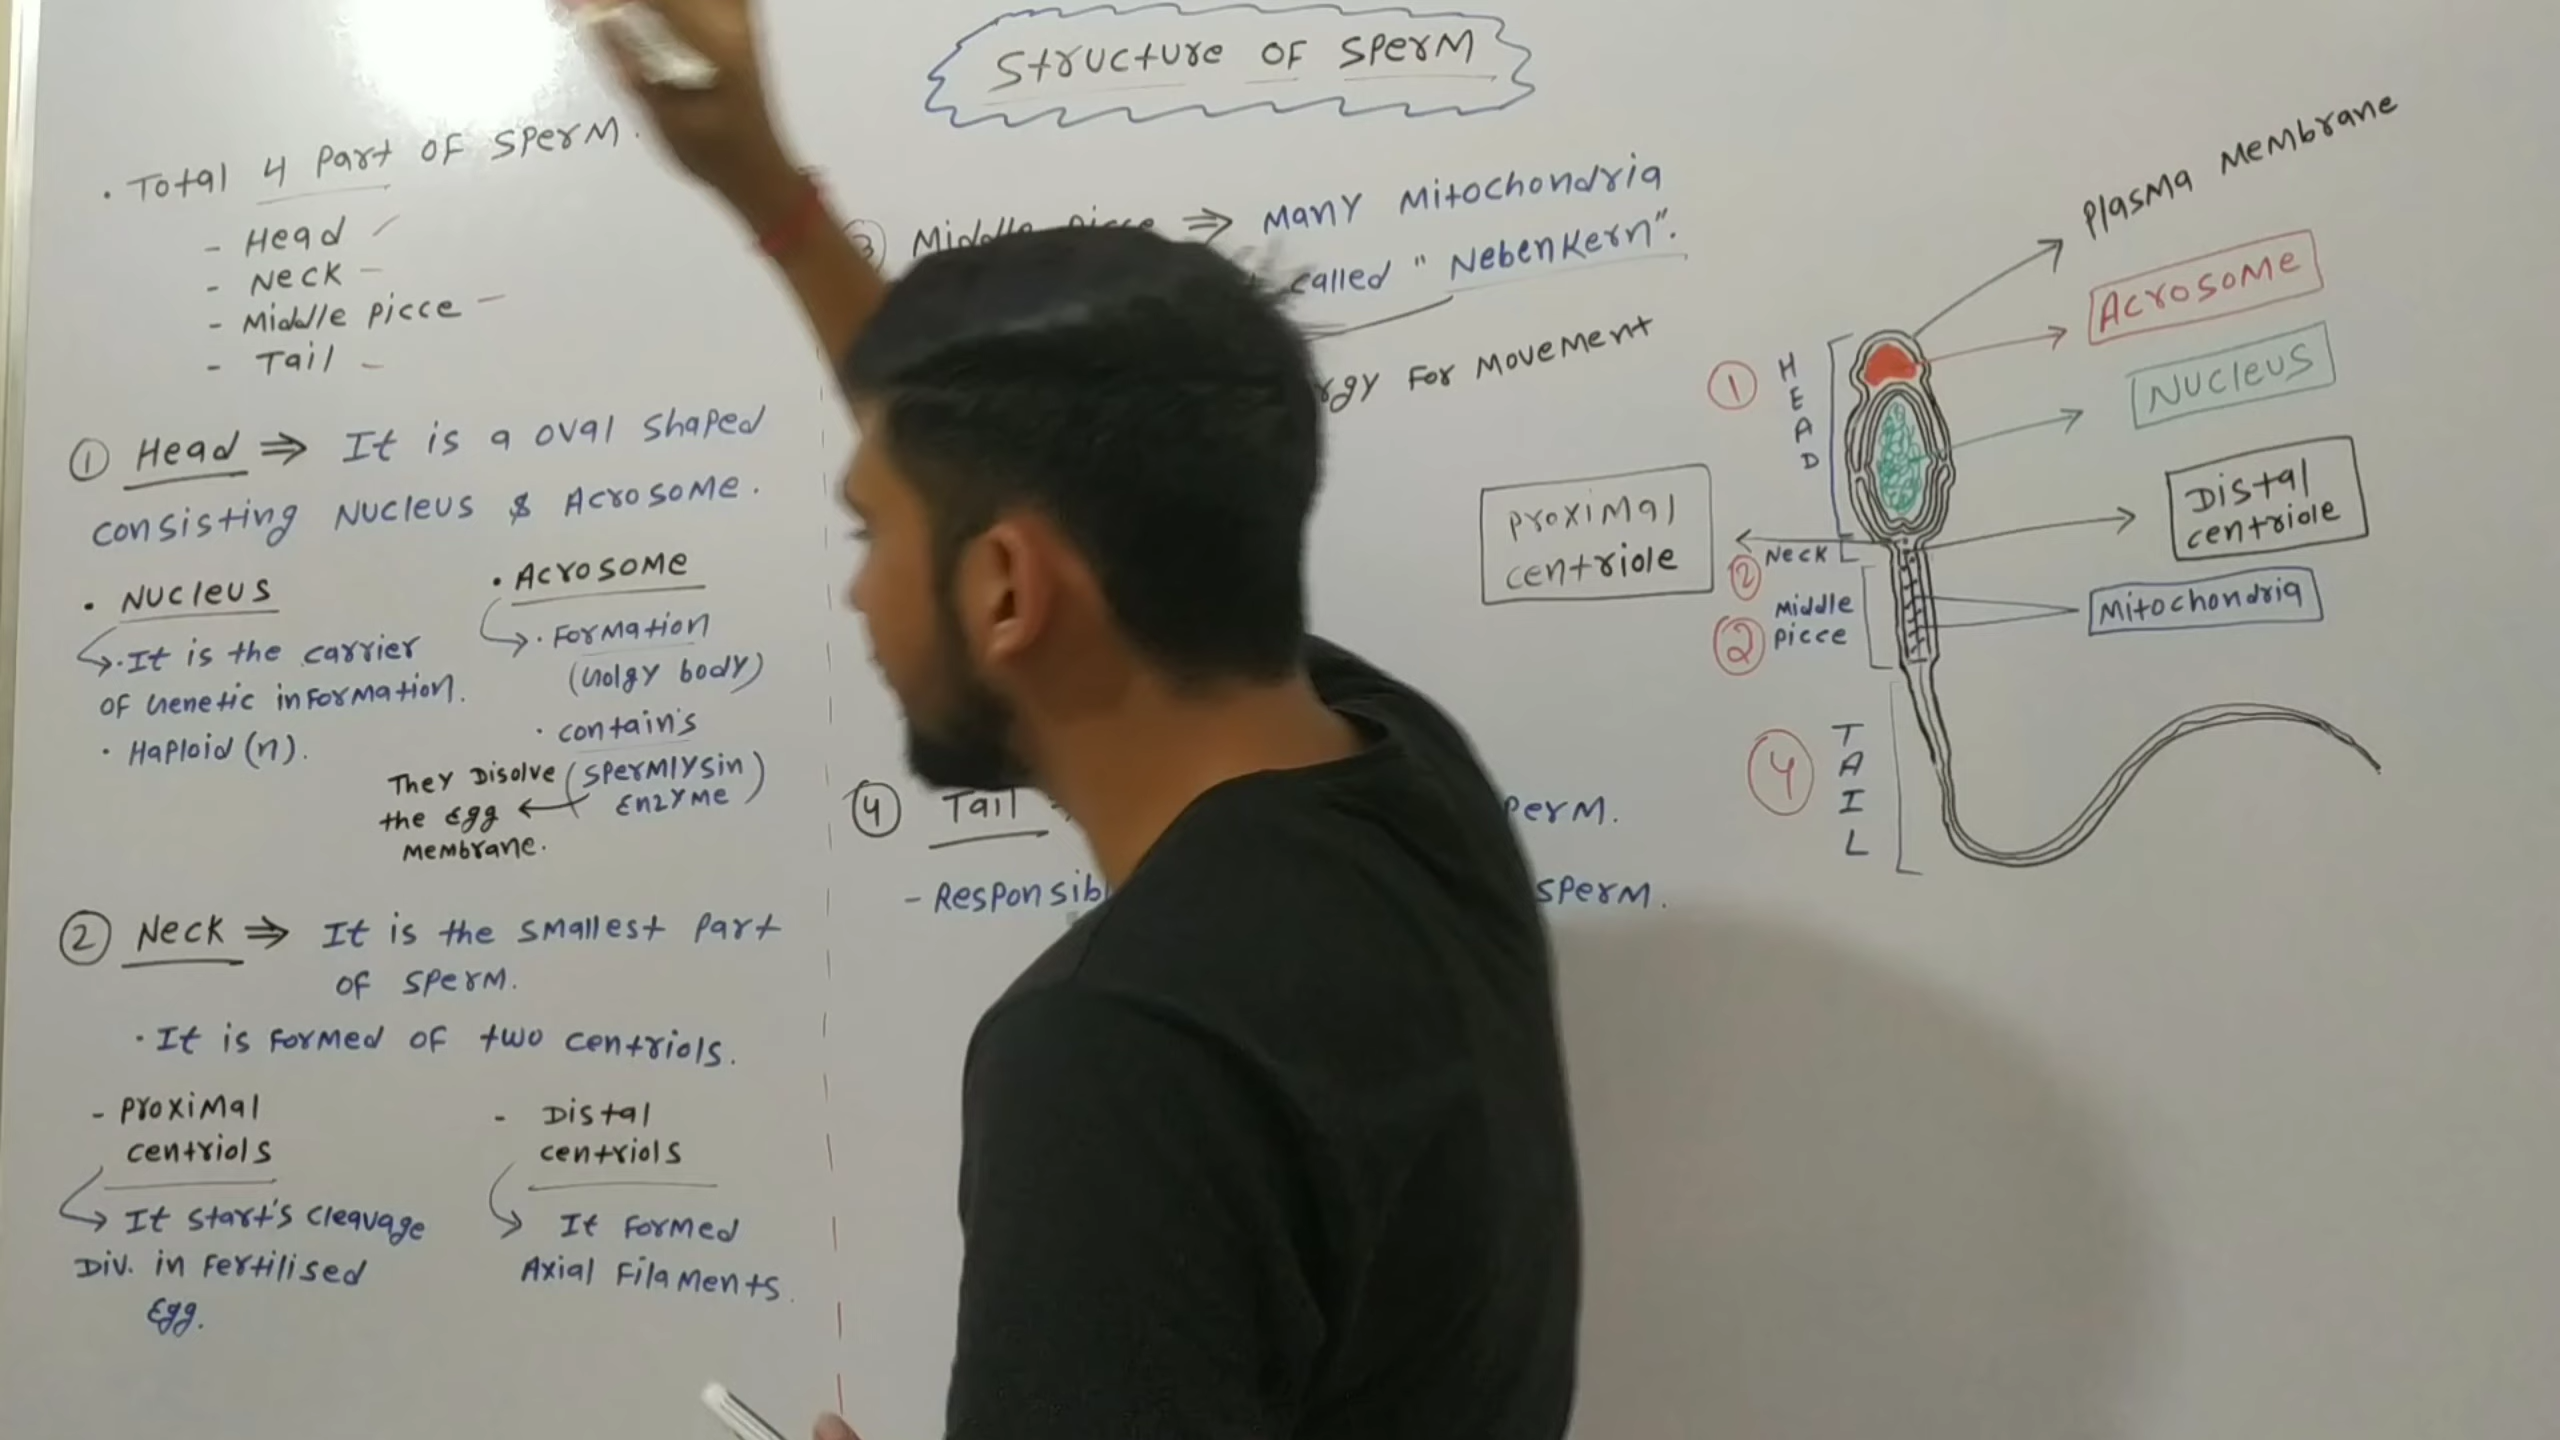 Structure of Sperm
• Total 4 Part of Sperm.
- Head
- Neck
- Middle Picce
- Tail
① Head ⇒ It is a oval shaped
consisting Nucleus & Acrosome.
• Nucleus
→ • It is the carrier
of Genetic information.
• Haploid (n).
• Acrosome
→ • Formation
(Golgy body)
• contain's
(Spermlysin
Enzyme)
They Disolve
the Egg ←
Membrane.
② Neck ⇒ It is the smallest Part
of Sperm.
• It is formed of two centriols.
- Proximal
centriols
→ It start's cleavage
Div. in Fertilised
Egg.
- Distal
centriols
→ It formed
Axial Filaments.
⇒ Many Mitochondria
called "NebenKern".
For Movement
④ Tail
Sperm.
① HEAD
② Neck
② Middle
Picce
④ TAIL
Plasma Membrane
Acrosome
Nucleus
Distal
centriole
Proximal
centriole
Mitochondria